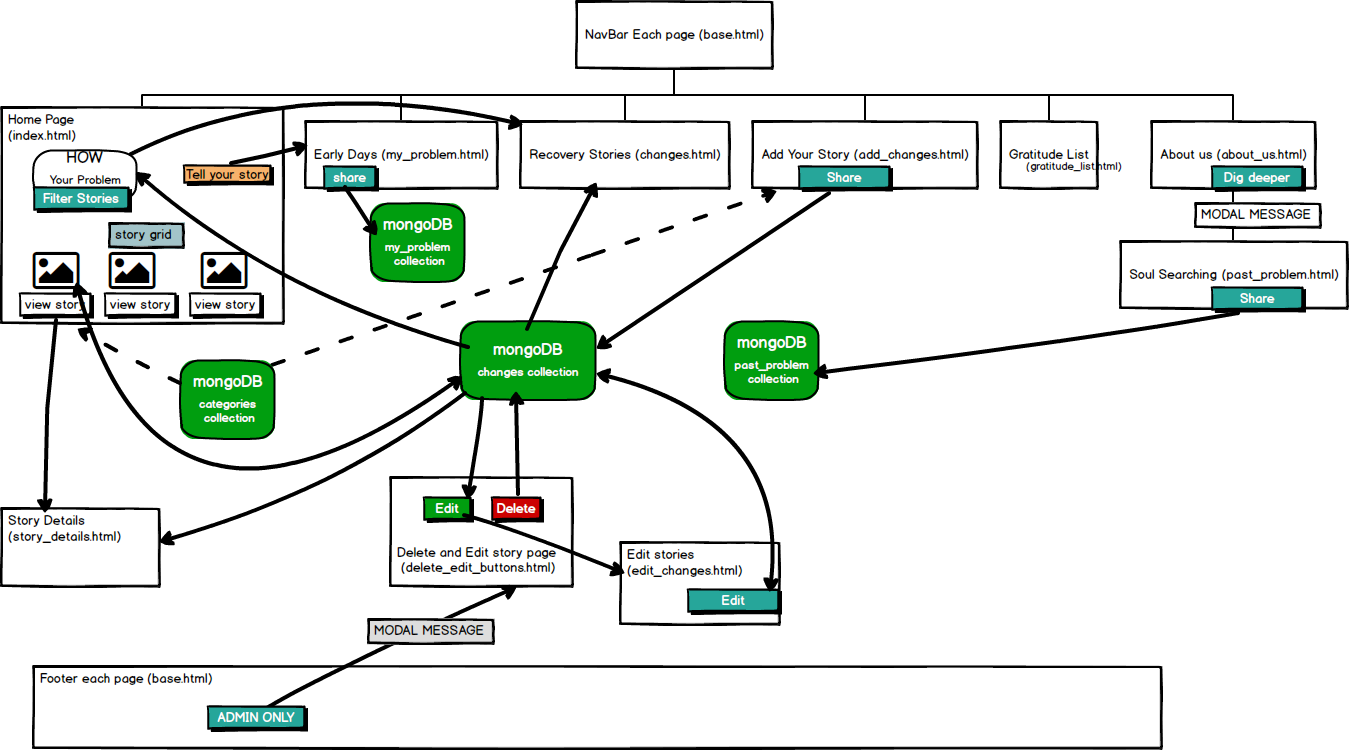 NavBar Each page (base.html)
Home Page
(index.html)
HOW
Your Problem
Filter Stories
Tell your story
story grid
view story
view story
view story
Early Days (my_problem.html)
share
Recovery Stories (changes.html)
Add Your Story (add_changes.html)
Share
Gratitude List
(gratitude_list.html)
About us (about_us.html)
Dig deeper
MODAL MESSAGE
Soul Searching (past_problem.html)
Share
mongoDB
my_problem
collection
mongoDB
changes collection
mongoDB
past_problem
collection
mongoDB
categories
collection
Story Details
(story_details.html)
Edit
Delete
Delete and Edit story page
(delete_edit_buttons.html)
Edit stories
(edit_changes.html)
Edit
MODAL MESSAGE
Footer each page (base.html)
ADMIN ONLY